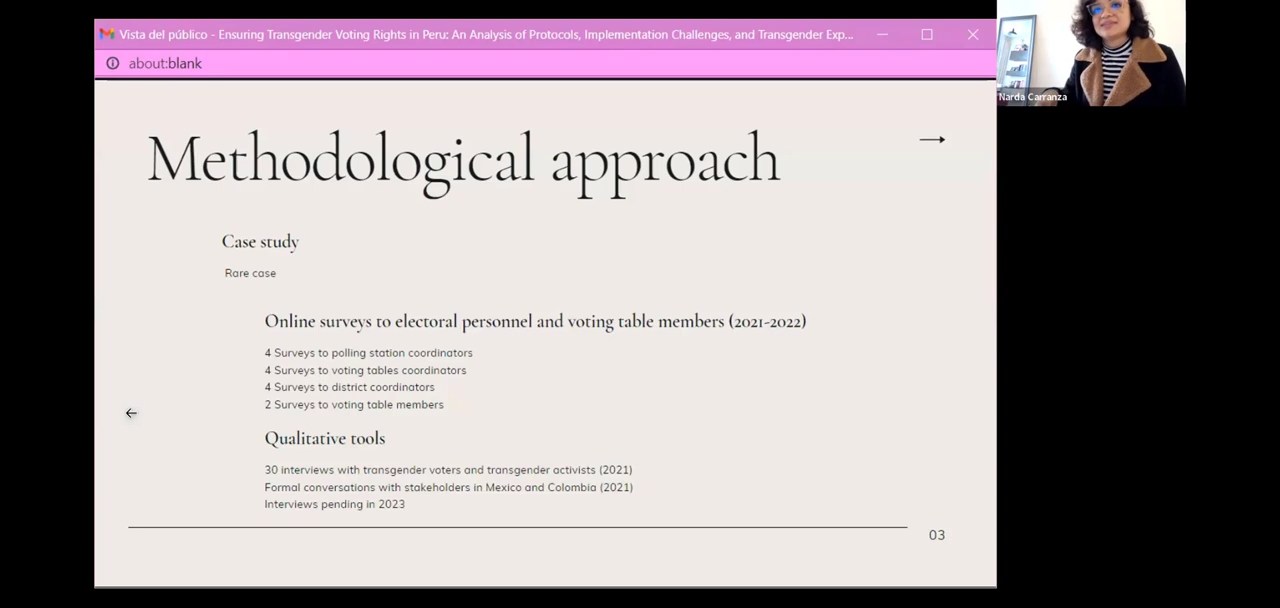 Vista del público - Ensuring Transgender Voting Rights in Peru: An Analysis of Protocols, Implementation Challenges, and Transgender Exp...
about:blank
Narda Carranza
Methodological approach
Case study
Rare case
Online surveys to electoral personnel and voting table members (2021-2022)
4 Surveys to polling station coordinators
4 Surveys to voting tables coordinators
4 Surveys to district coordinators
2 Surveys to voting table members
Qualitative tools
30 interviews with transgender voters and transgender activists (2021)
Formal conversations with stakeholders in Mexico and Colombia (2021)
Interviews pending in 2023
03